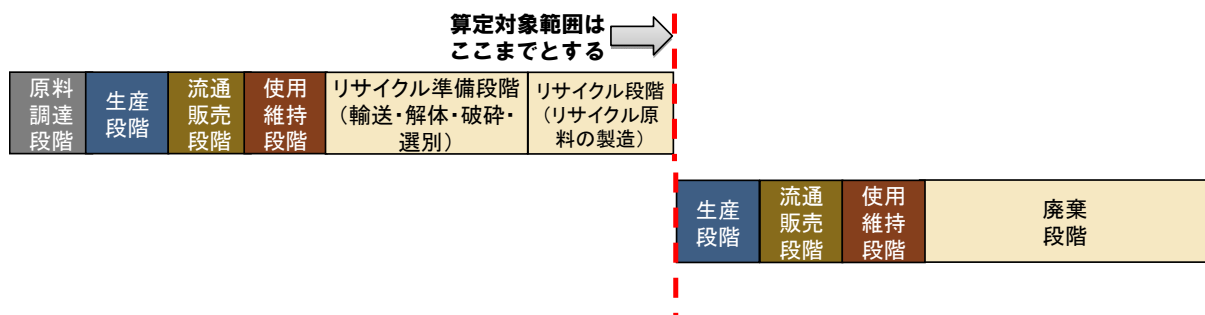 算定対象範囲は
ここまでとする
原料
調達
段階
生産
段階
流通
販売
段階
使用
維持
段階
リサイクル準備段階
（輸送・解体・破砕・
選別）
リサイクル段階
（リサイクル原
料の製造）
生産
段階
流通
販売
段階
使用
維持
段階
廃棄
段階